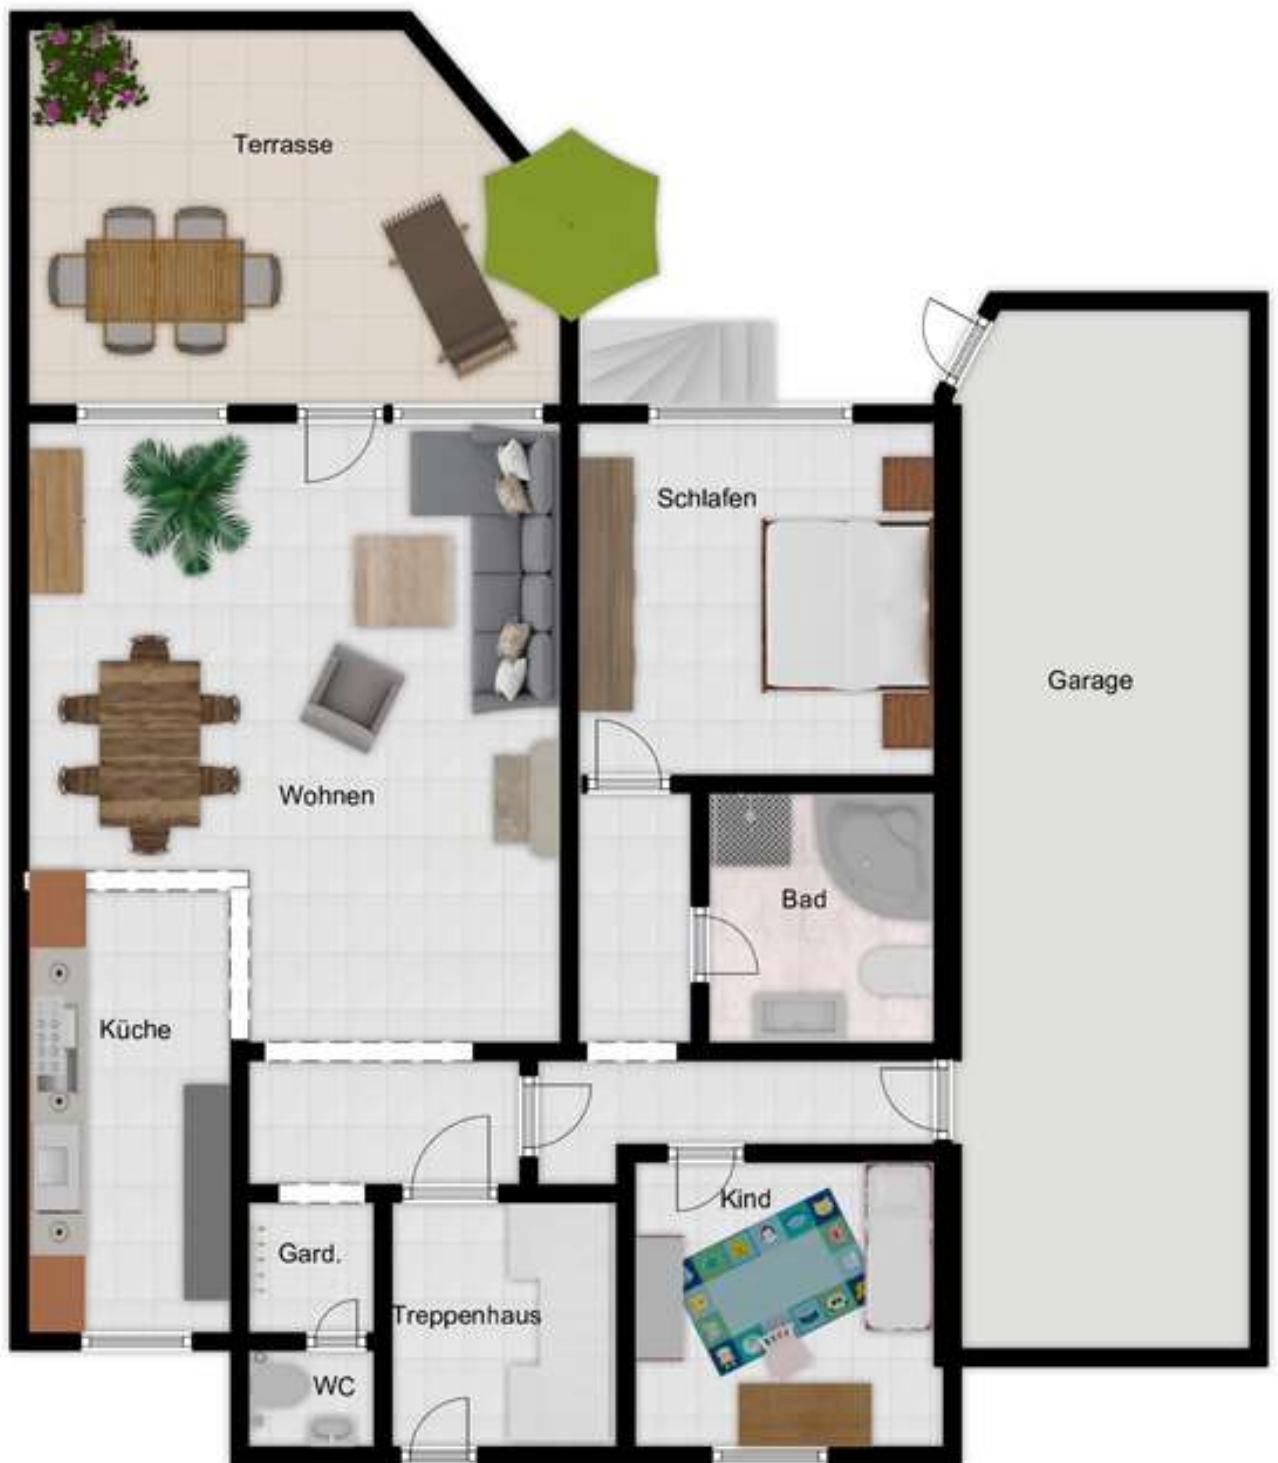 Terrasse
Schlafen
Garage
Wohnen
Bad
Küche
Kind
Gard.
Treppenhaus
WC